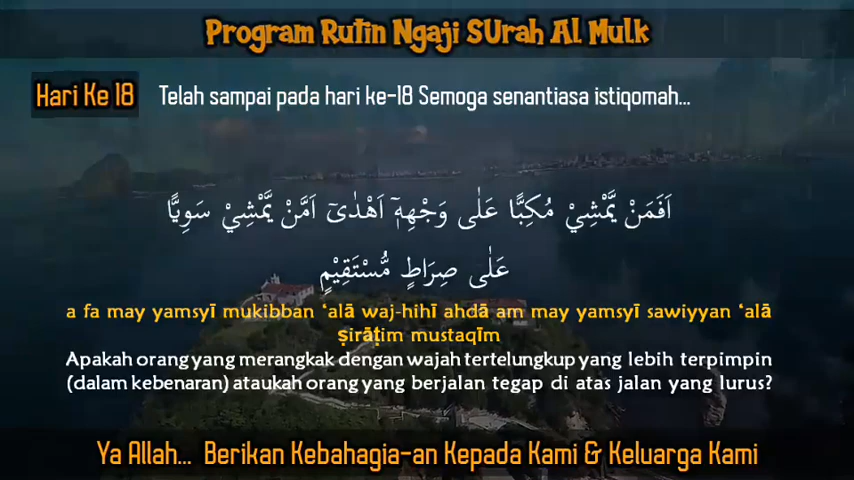 Program Rutin Ngaji SUrah Al Mulk
Hari Ke 18
Telah sampai pada hari ke-18 Semoga senantiasa istiqomah...
اَفَمَنْ يَّمْشِيْ مُكِبًّا عَلٰى وَجْهِهٖٓ اَهْدٰىٓ اَمَّنْ يَّمْشِيْ سَوِيًّا
عَلٰى صِرَاطٍ مُّسْتَقِيْمٍ
a fa may yamsyī mukibban ‘alā waj-hihī ahdā am may yamsyī sawiyyan ‘alā
ṣirāṭim mustaqīm
Apakah orang yang merangkak dengan wajah tertelungkup yang lebih terpimpin
(dalam kebenaran) ataukah orang yang berjalan tegap di atas jalan yang lurus?
Ya Allah... Berikan Kebahagia-an Kepada Kami & Keluarga Kami